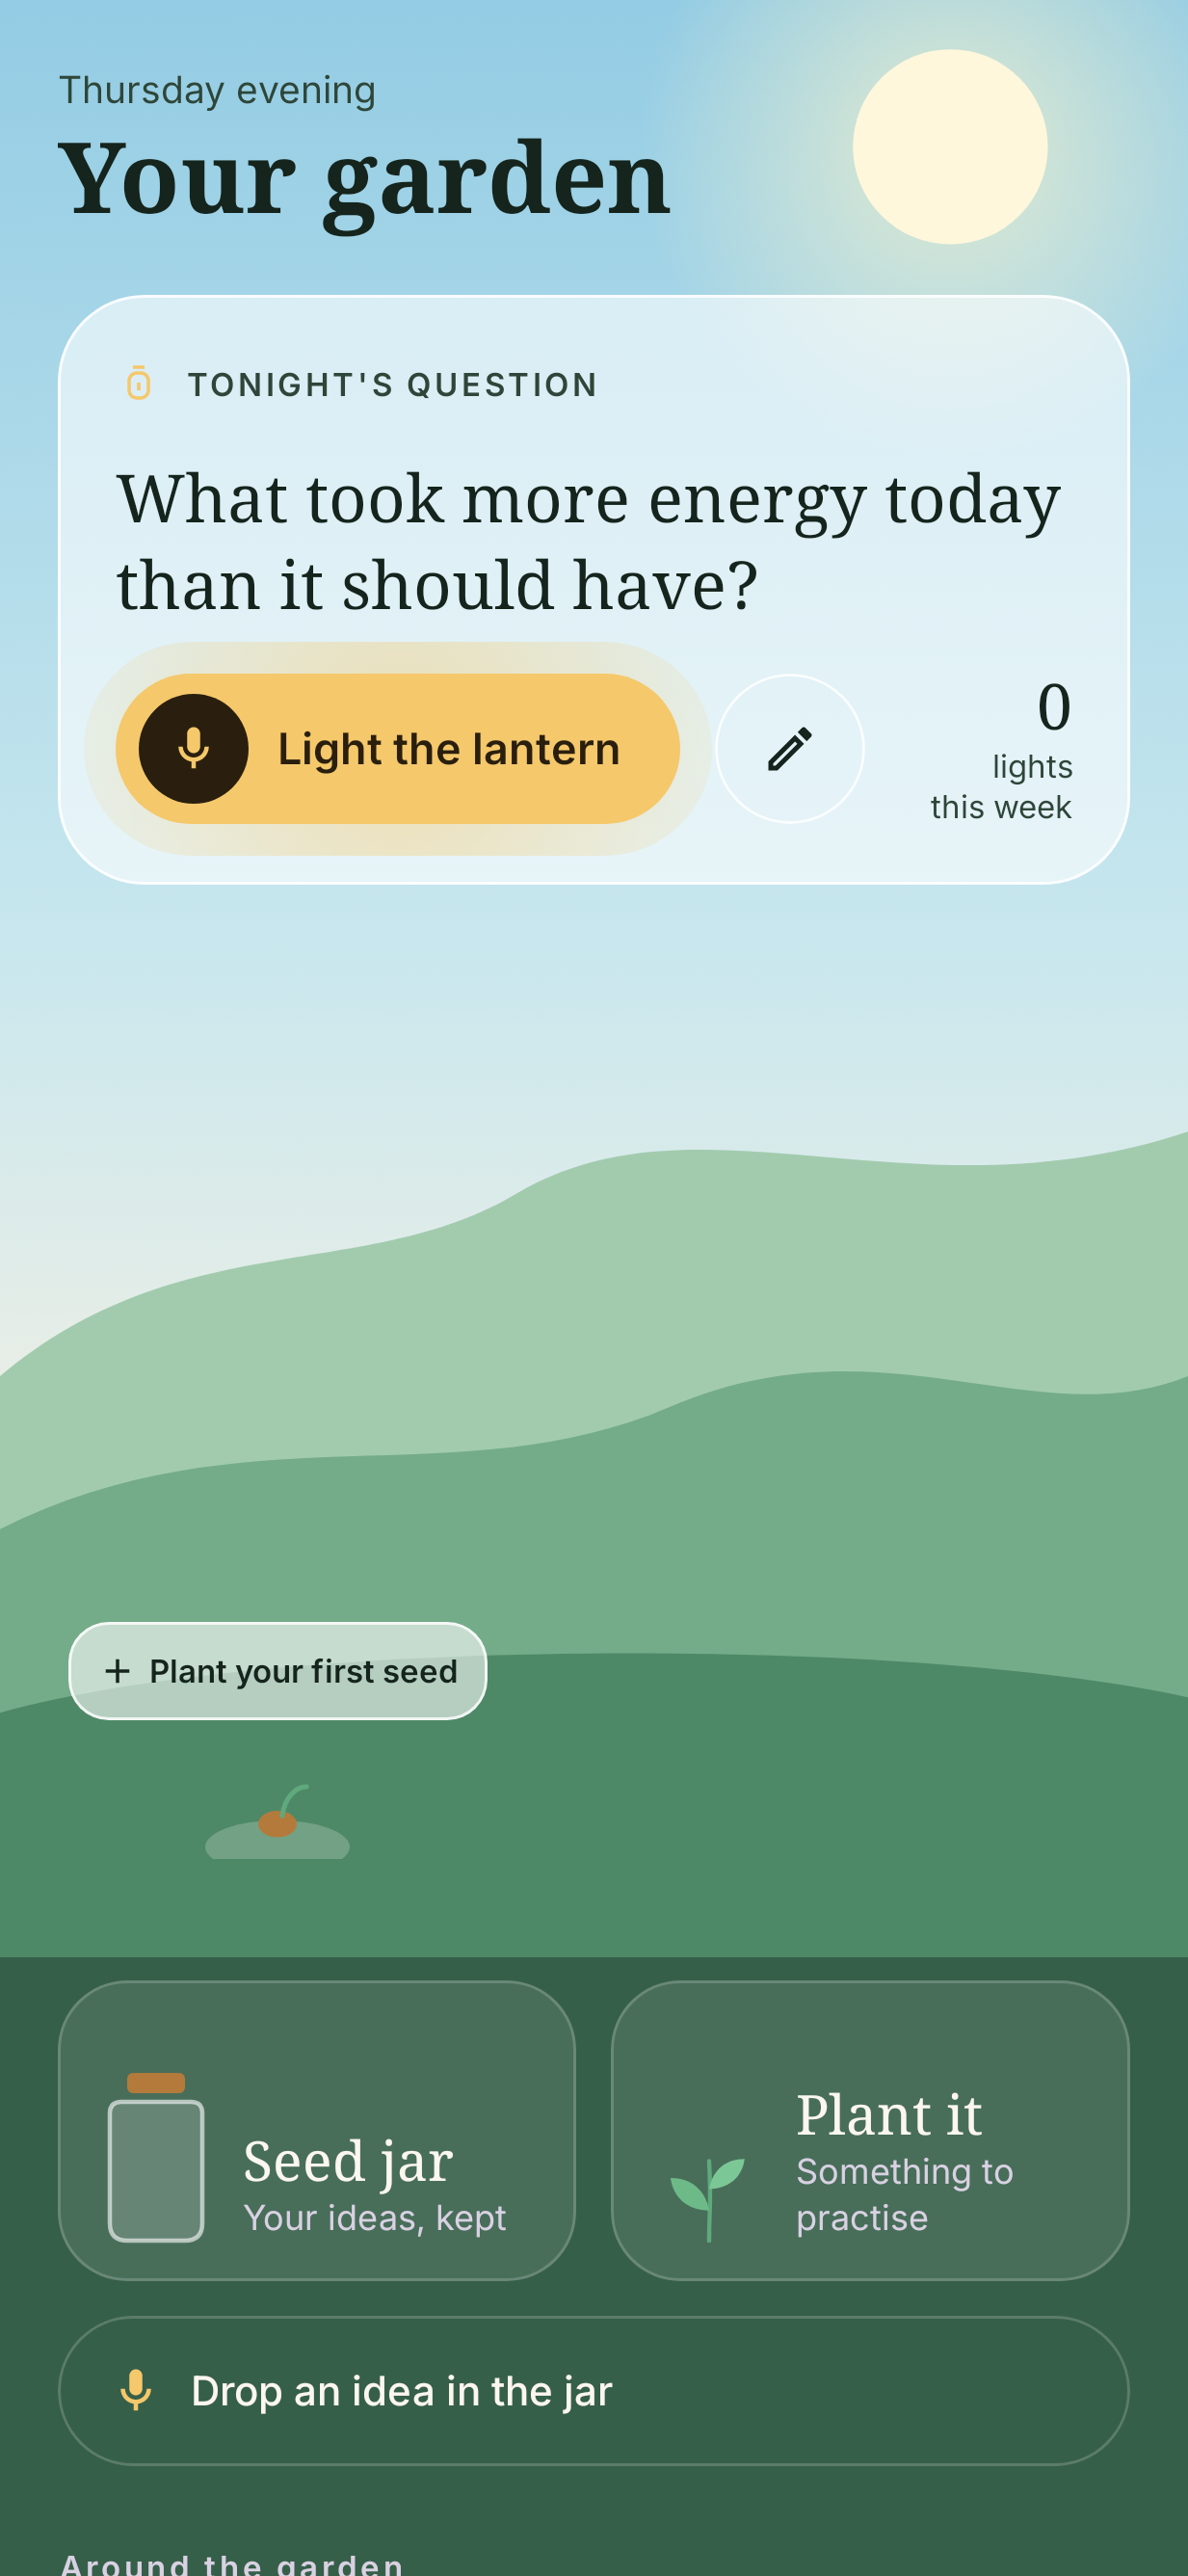 Thursday evening
Your garden
TONIGHT'S QUESTION
What took more energy today
than it should have?
Light the lantern
0
lights
this week
+ Plant your first seed
Seed jar
Your ideas, kept
Plant it
Something to
practise
Drop an idea in the jar
Around the garden